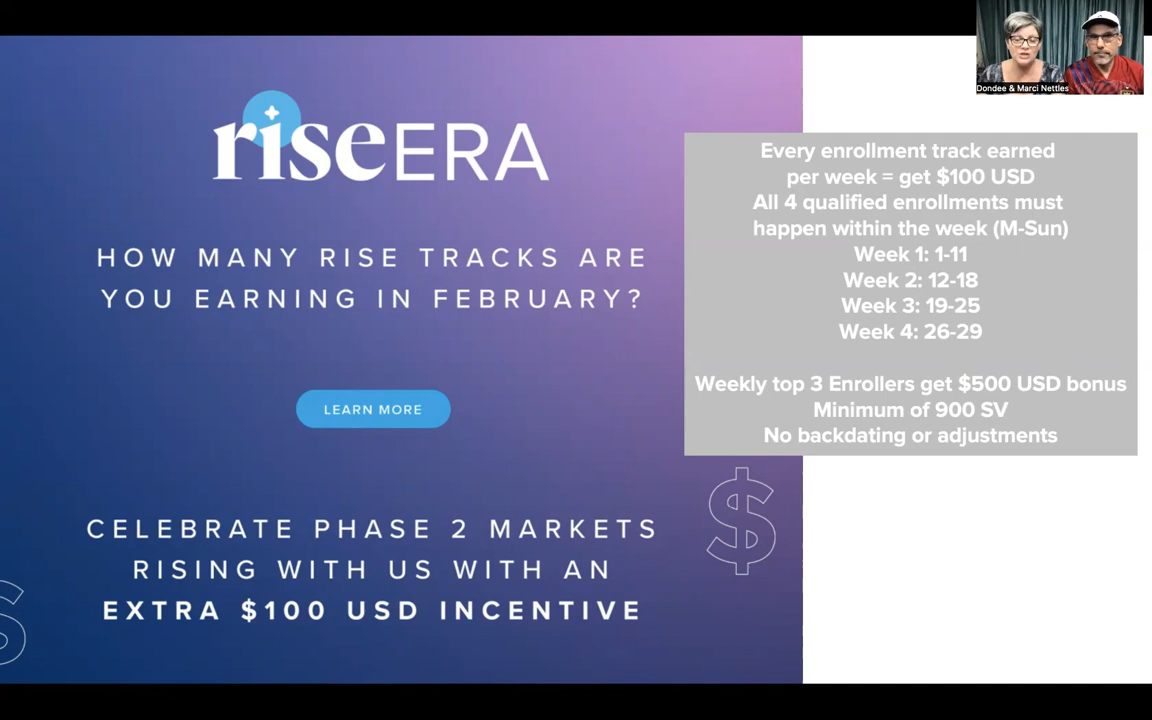 Dondee & Marci Nettles
riseERA
HOW MANY RISE TRACKS ARE
YOU EARNING IN FEBRUARY?
LEARN MORE
CELEBRATE PHASE 2 MARKETS
RISING WITH US WITH AN
EXTRA $100 USD INCENTIVE
$
$
Every enrollment track earned
per week = get $100 USD
All 4 qualified enrollments must
happen within the week (M-Sun)
Week 1: 1-11
Week 2: 12-18
Week 3: 19-25
Week 4: 26-29
Weekly top 3 Enrollers get $500 USD bonus
Minimum of 900 SV
No backdating or adjustments